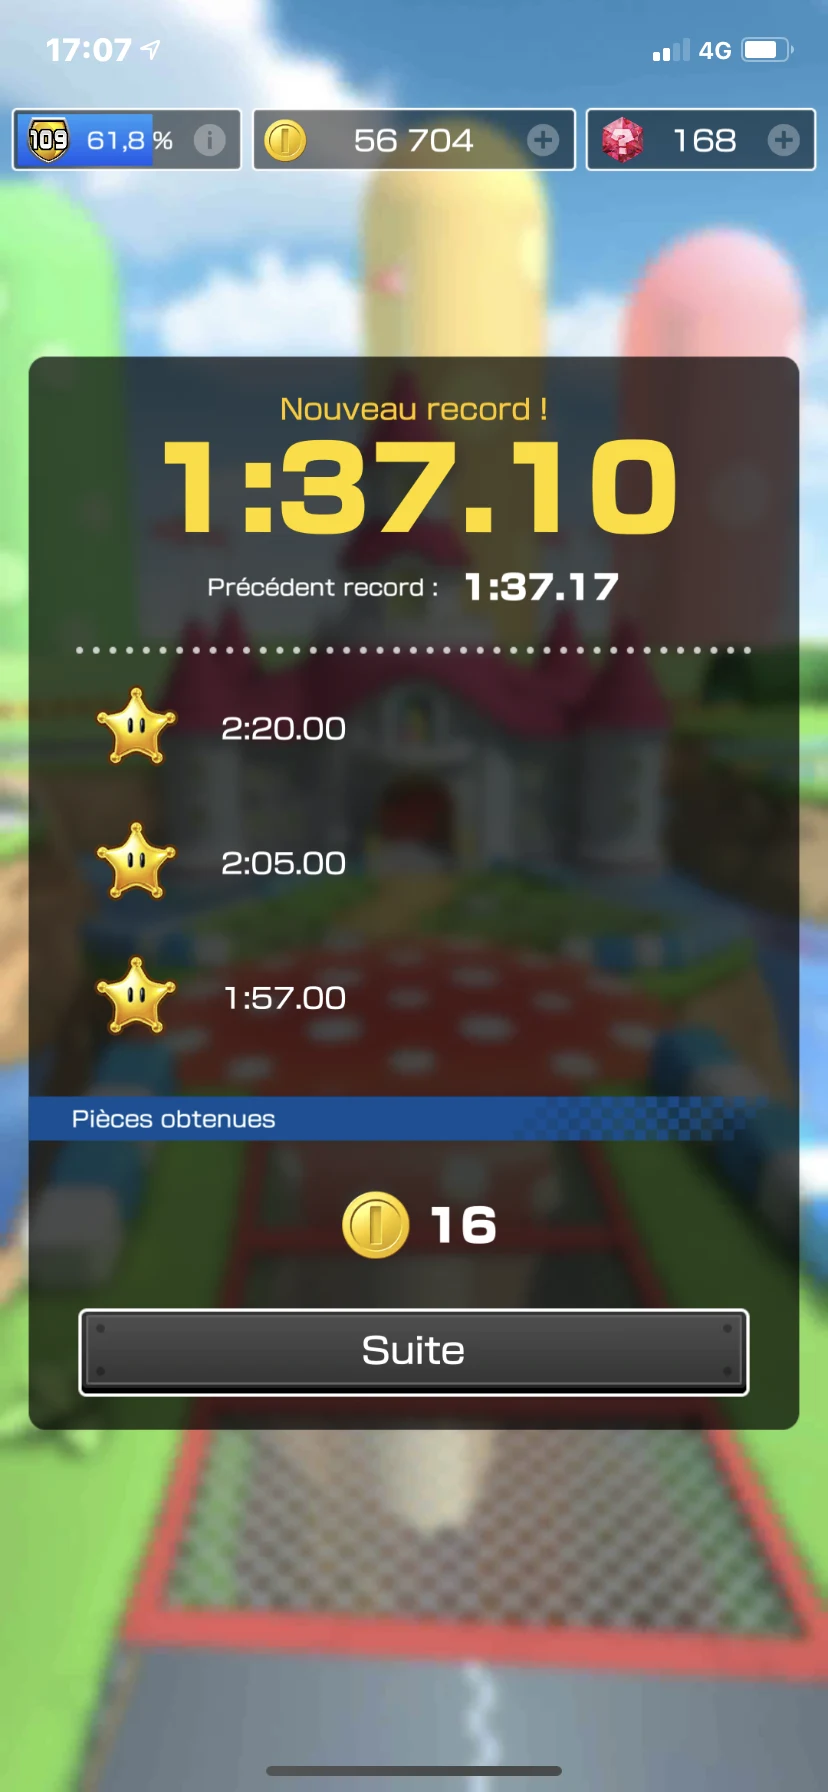 17:07 4G
109 61,8 % i 56 704 + ? 168 +
Nouveau record !
1:37.10
Précédent record : 1:37.17
2:20.00
2:05.00
1:57.00
Pièces obtenues
16
Suite